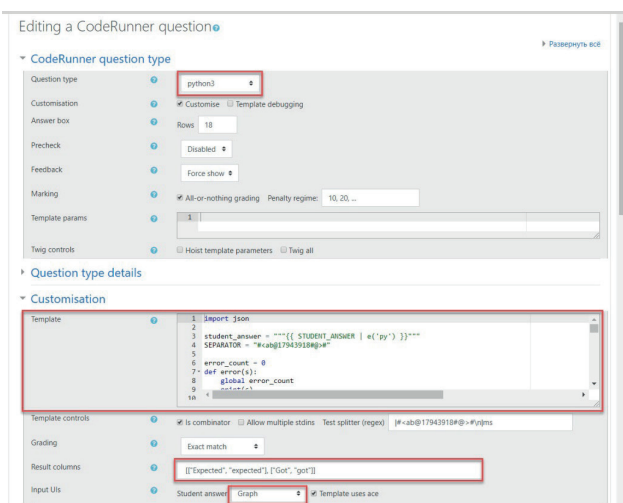 Editing a CodeRunner question
Развернуть всё
CodeRunner question type
Question type python3
Customisation Customise Template debugging
Answer box Rows 18
Precheck Disabled
Feedback Force show
Marking All-or-nothing grading Penalty regime: 10, 20, ...
Template params 1
Twig controls Hoist template parameters Twig all
Question type details
Customisation
Template 1 import json
2
3 student_answer = """{{ STUDENT_ANSWER | e('py') }}"""
4 SEPARATOR = "#<ab@17943918#@>#"
5
6 error_count = 0
7 def error(s):
8 global error_count
9 print(s)
10
Template controls Is combinator Allow multiple stdins Test splitter (regex) |#<ab@17943918#@>#\n|ms
Grading Exact match
Result columns [["Expected", "expected"], ["Got", "got"]]
Input UIs Student answer Graph Template uses ace